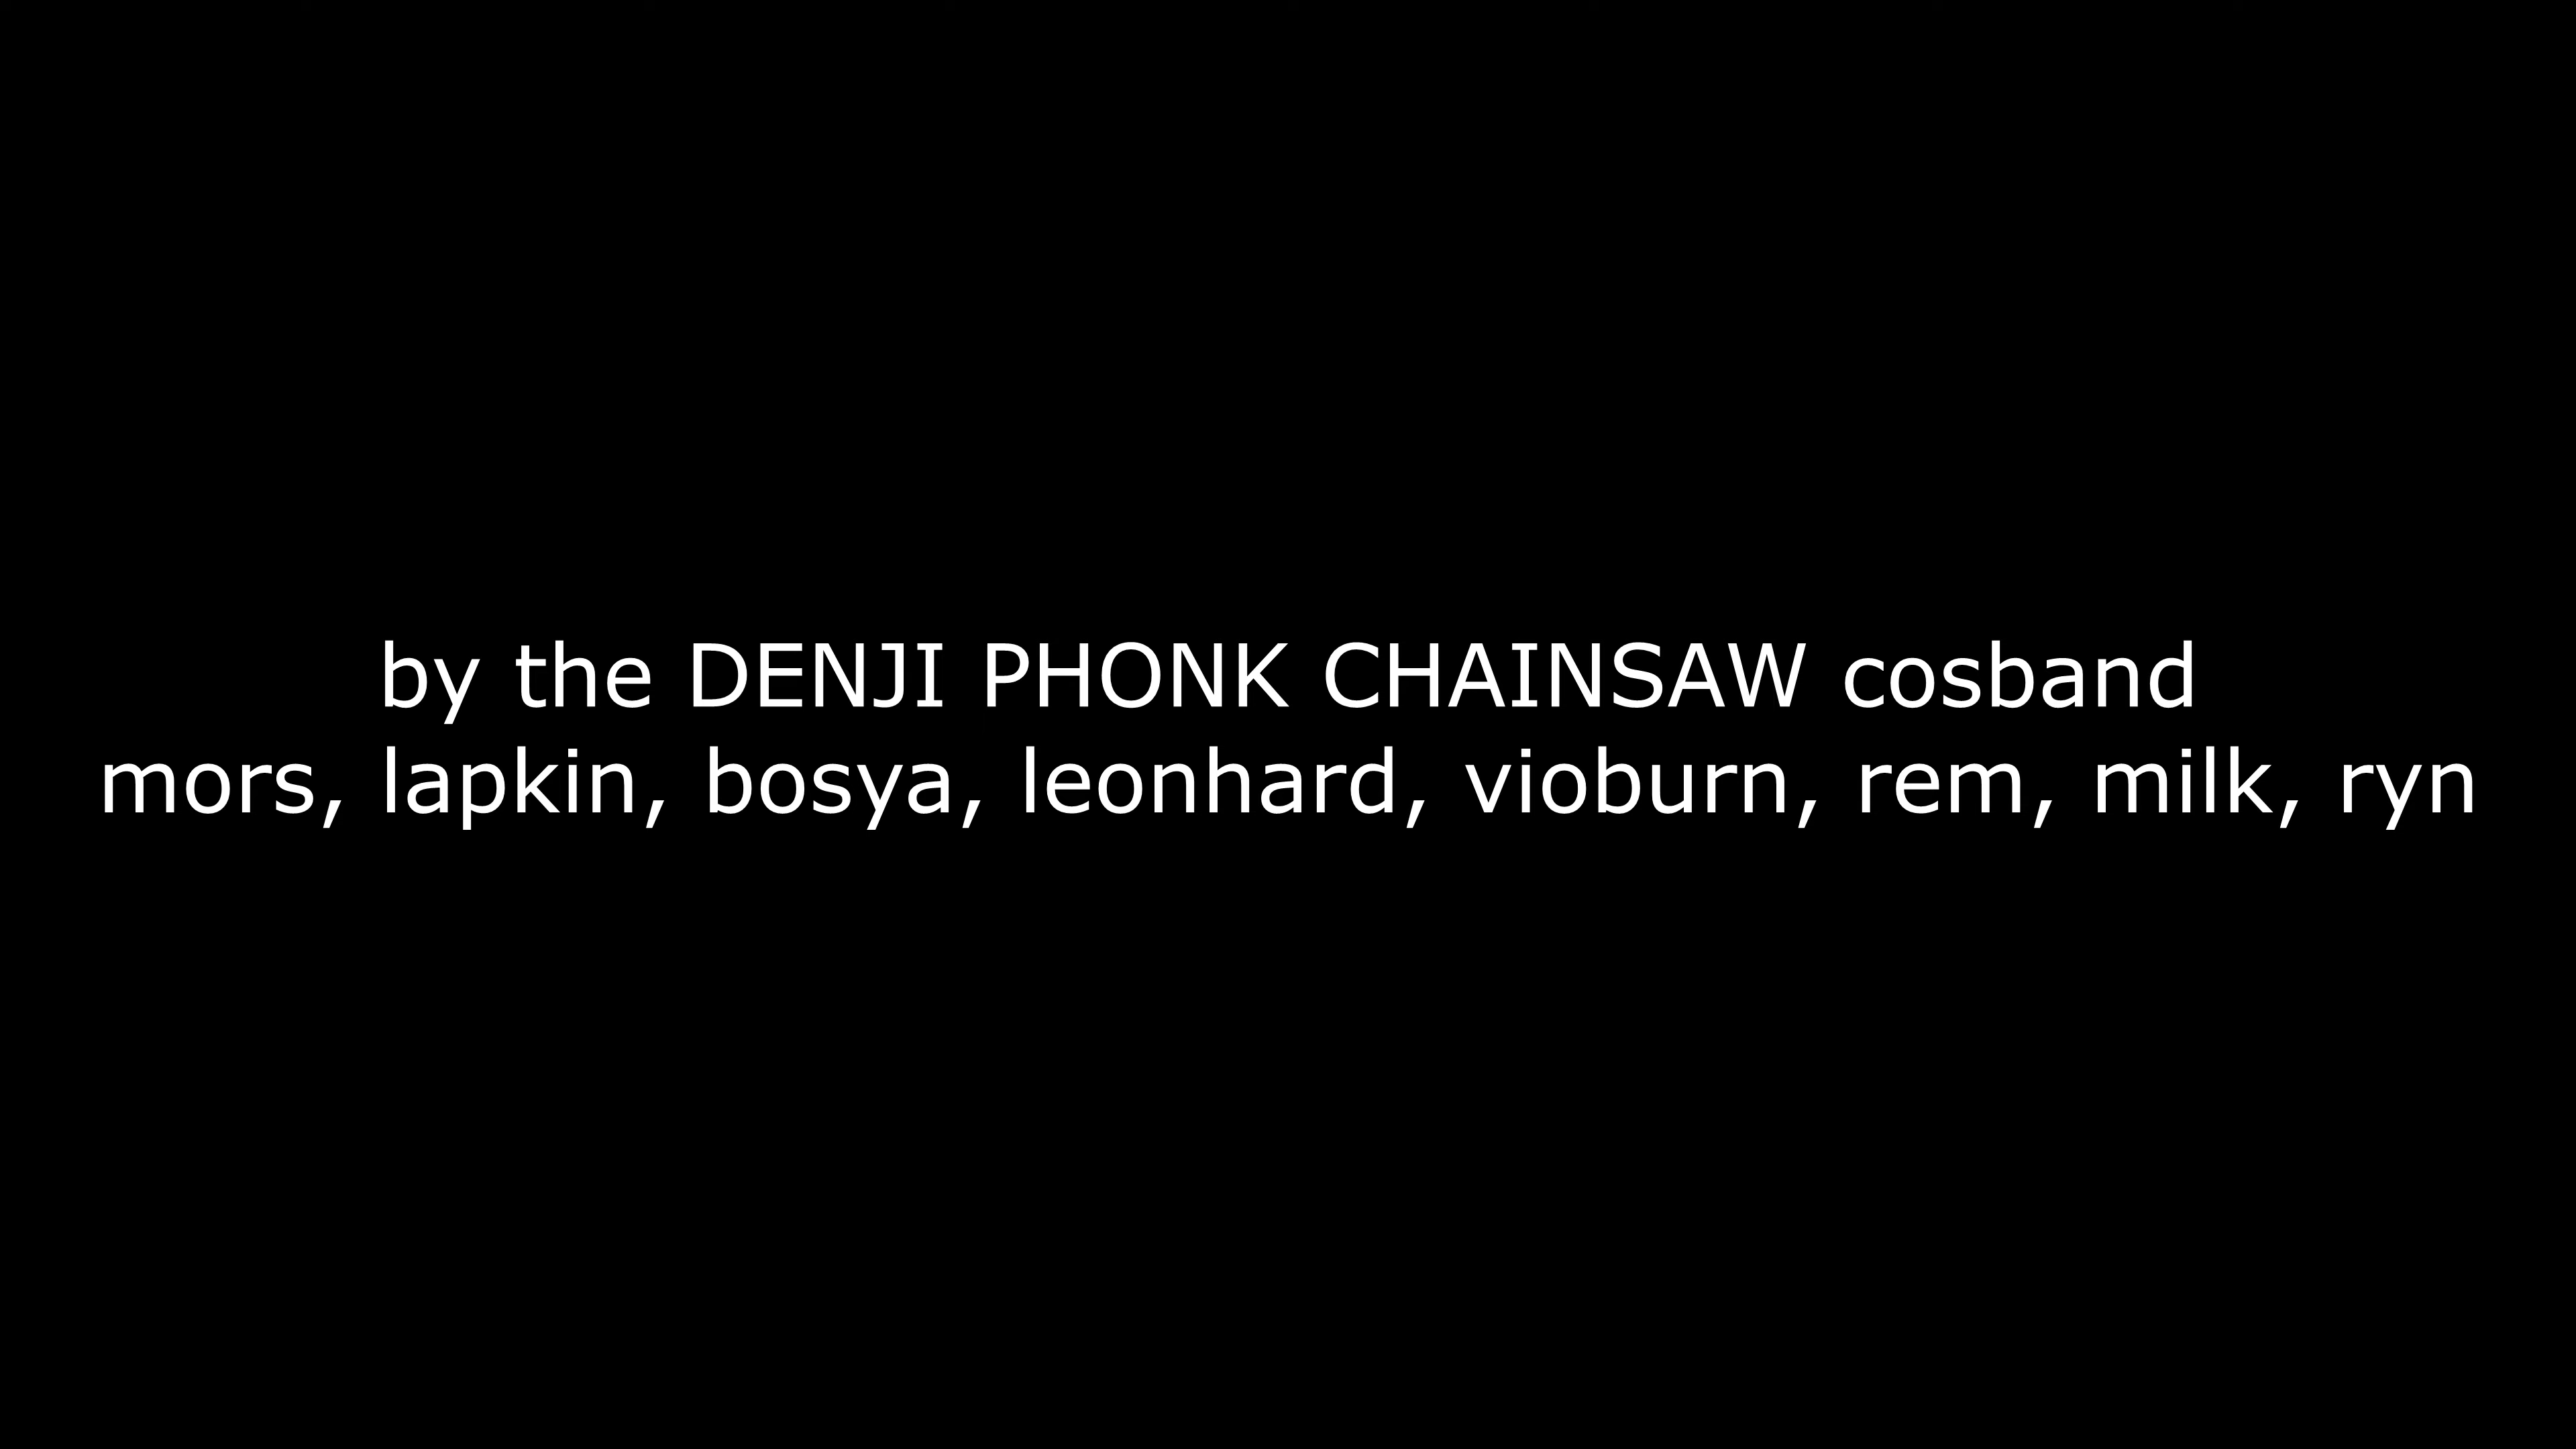 by the DENJI PHONK CHAINSAW cosband
mors, lapkin, bosya, leonhard, vioburn, rem, milk, ryn